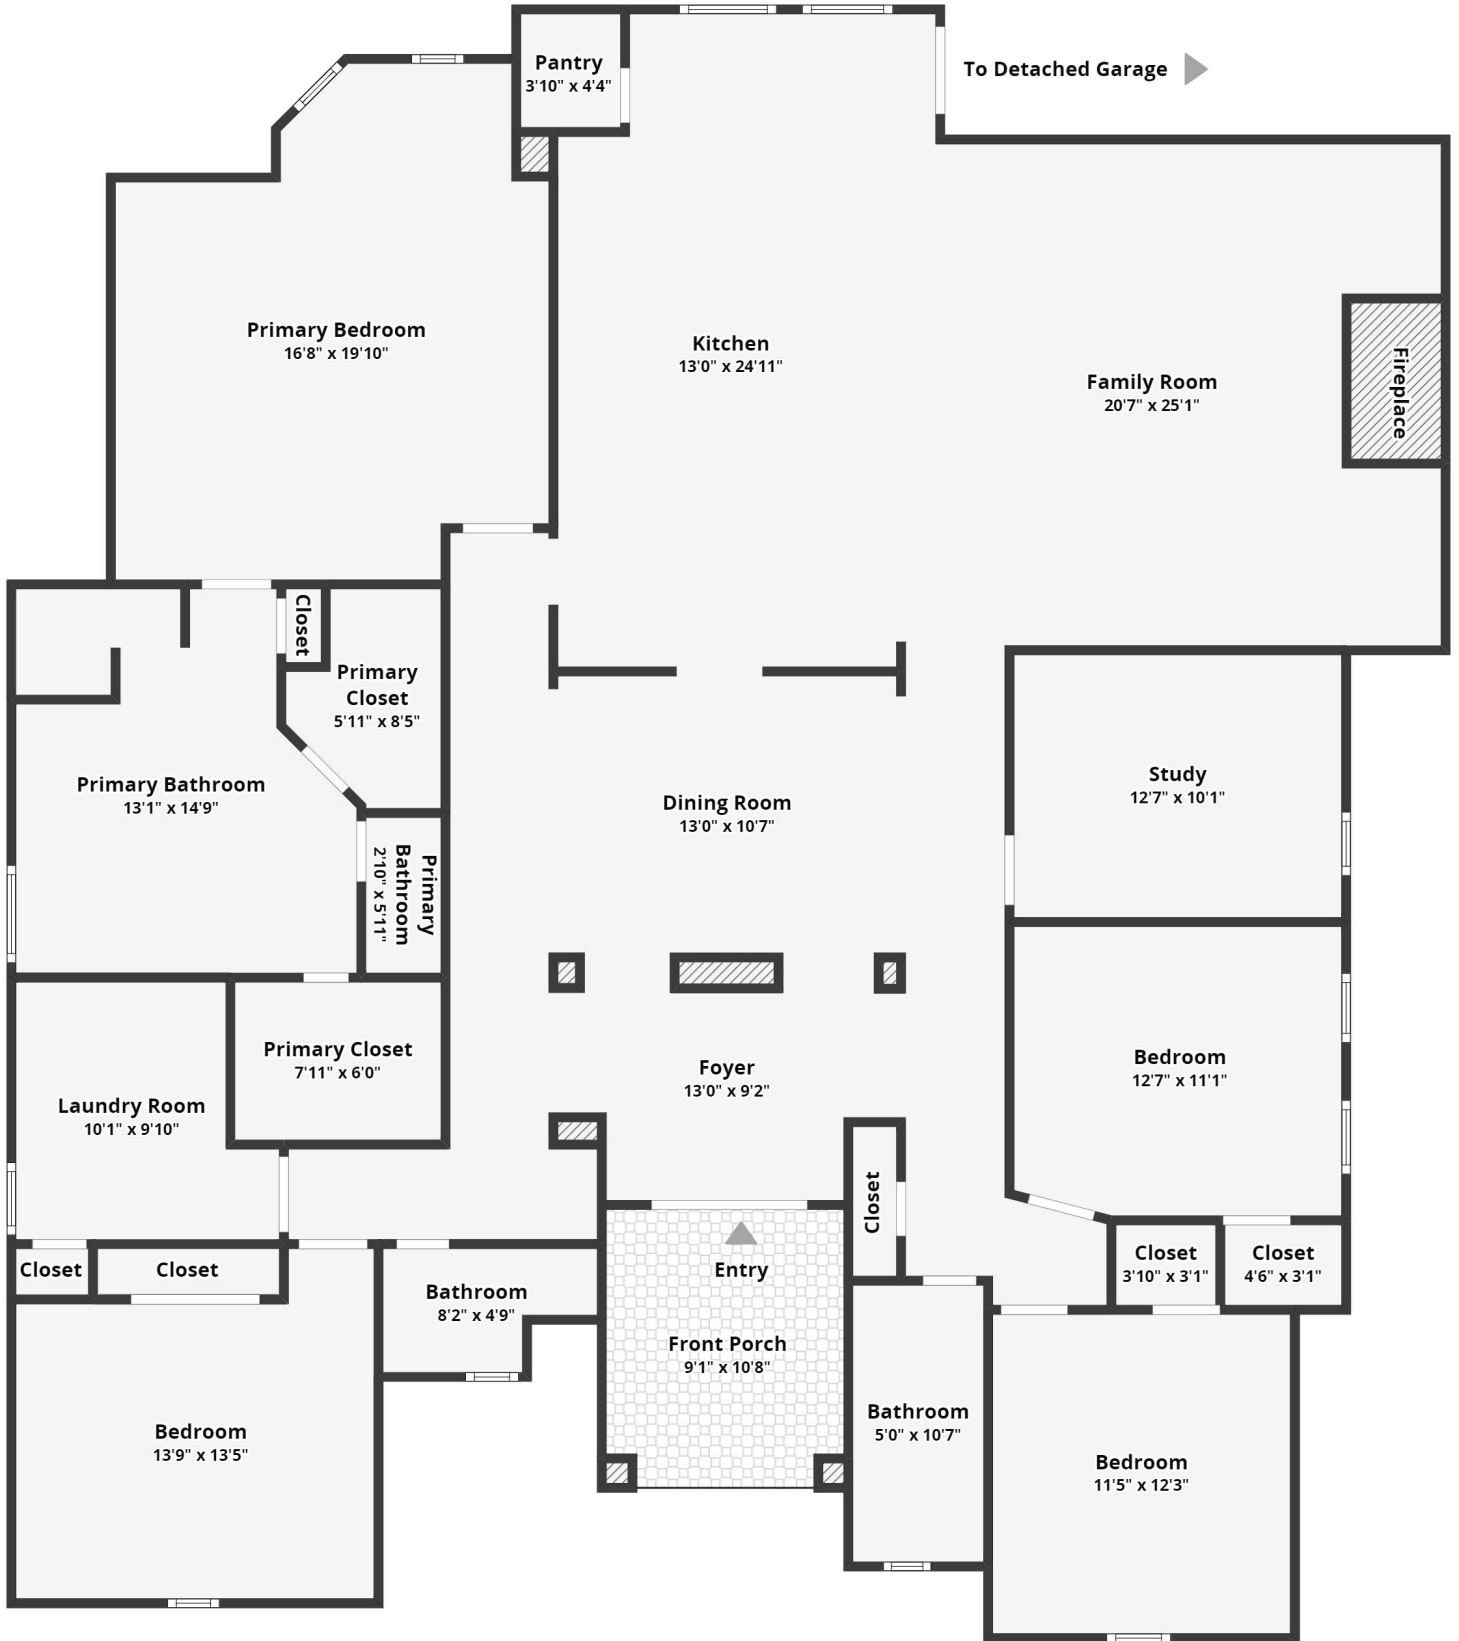 Pantry
3'10" x 4'4"
To Detached Garage
Primary Bedroom
16'8" x 19'10"
Kitchen
13'0" x 24'11"
Family Room
20'7" x 25'1"
Fireplace
Closet
Primary
Closet
5'11" x 8'5"
Primary Bathroom
13'1" x 14'9"
Primary
Bathroom
2'10" x 5'11"
Dining Room
13'0" x 10'7"
Study
12'7" x 10'1"
Primary Closet
7'11" x 6'0"
Laundry Room
10'1" x 9'10"
Foyer
13'0" x 9'2"
Bedroom
12'7" x 11'1"
Closet
Closet
Closet
Bathroom
8'2" x 4'9"
Entry
Closet
3'10" x 3'1"
Closet
4'6" x 3'1"
Front Porch
9'1" x 10'8"
Bedroom
13'9" x 13'5"
Bathroom
5'0" x 10'7"
Bedroom
11'5" x 12'3"